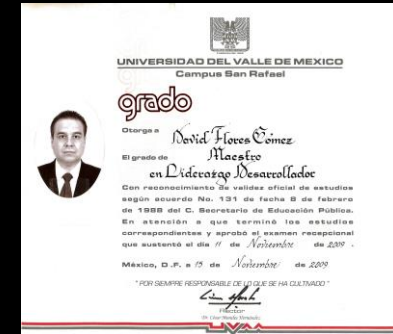 UNIVERSIDAD DEL VALLE DE MEXICO
Campus San Rafael
grado
Otorga a David Flores Gómez
El grado de Maestro
en Liderazgo Desarrollador
Con reconocimiento de validez oficial de estudios
según acuerdo No. 131 de fecha 8 de febrero
de 1988 del C. Secretario de Educación Pública.
En atención a que terminó los estudios
correspondientes y aprobó el examen recepcional
que sustentó el día 11 de Noviembre de 2009 .
México, D .F. a 15 de Noviembre de 2009
" POR SIEMPRE RESPONSABLE DE LO QUE SE HA CULTIVADO "
Rector
UVM